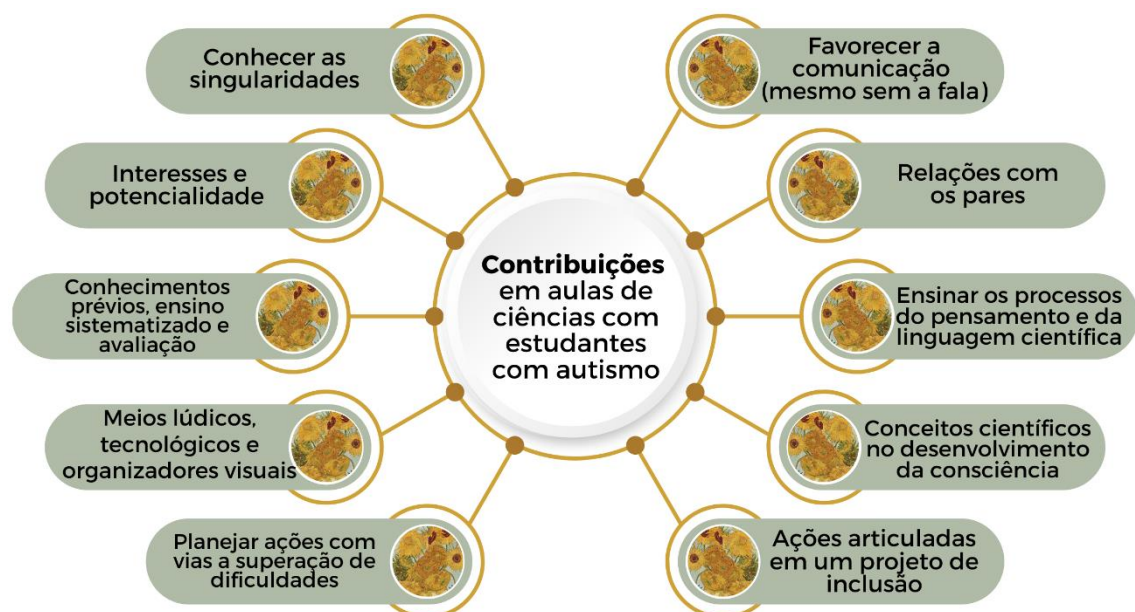 Conhecer as
singularidades
Interesses e
potencialidade
Conhecimentos
prévios, ensino
sistematizado e
avaliação
Meios lúdicos,
tecnológicos e
organizadores visuais
Planejar ações com
vias a superação de
dificuldades
Contribuições
em aulas de
ciências com
estudantes
com autismo
Favorecer a
comunicação
(mesmo sem a fala)
Relações com
os pares
Ensinar os processos
do pensamento e da
linguagem científica
Conceitos científicos
no desenvolvimento
da consciência
Ações articuladas
em um projeto de
inclusão